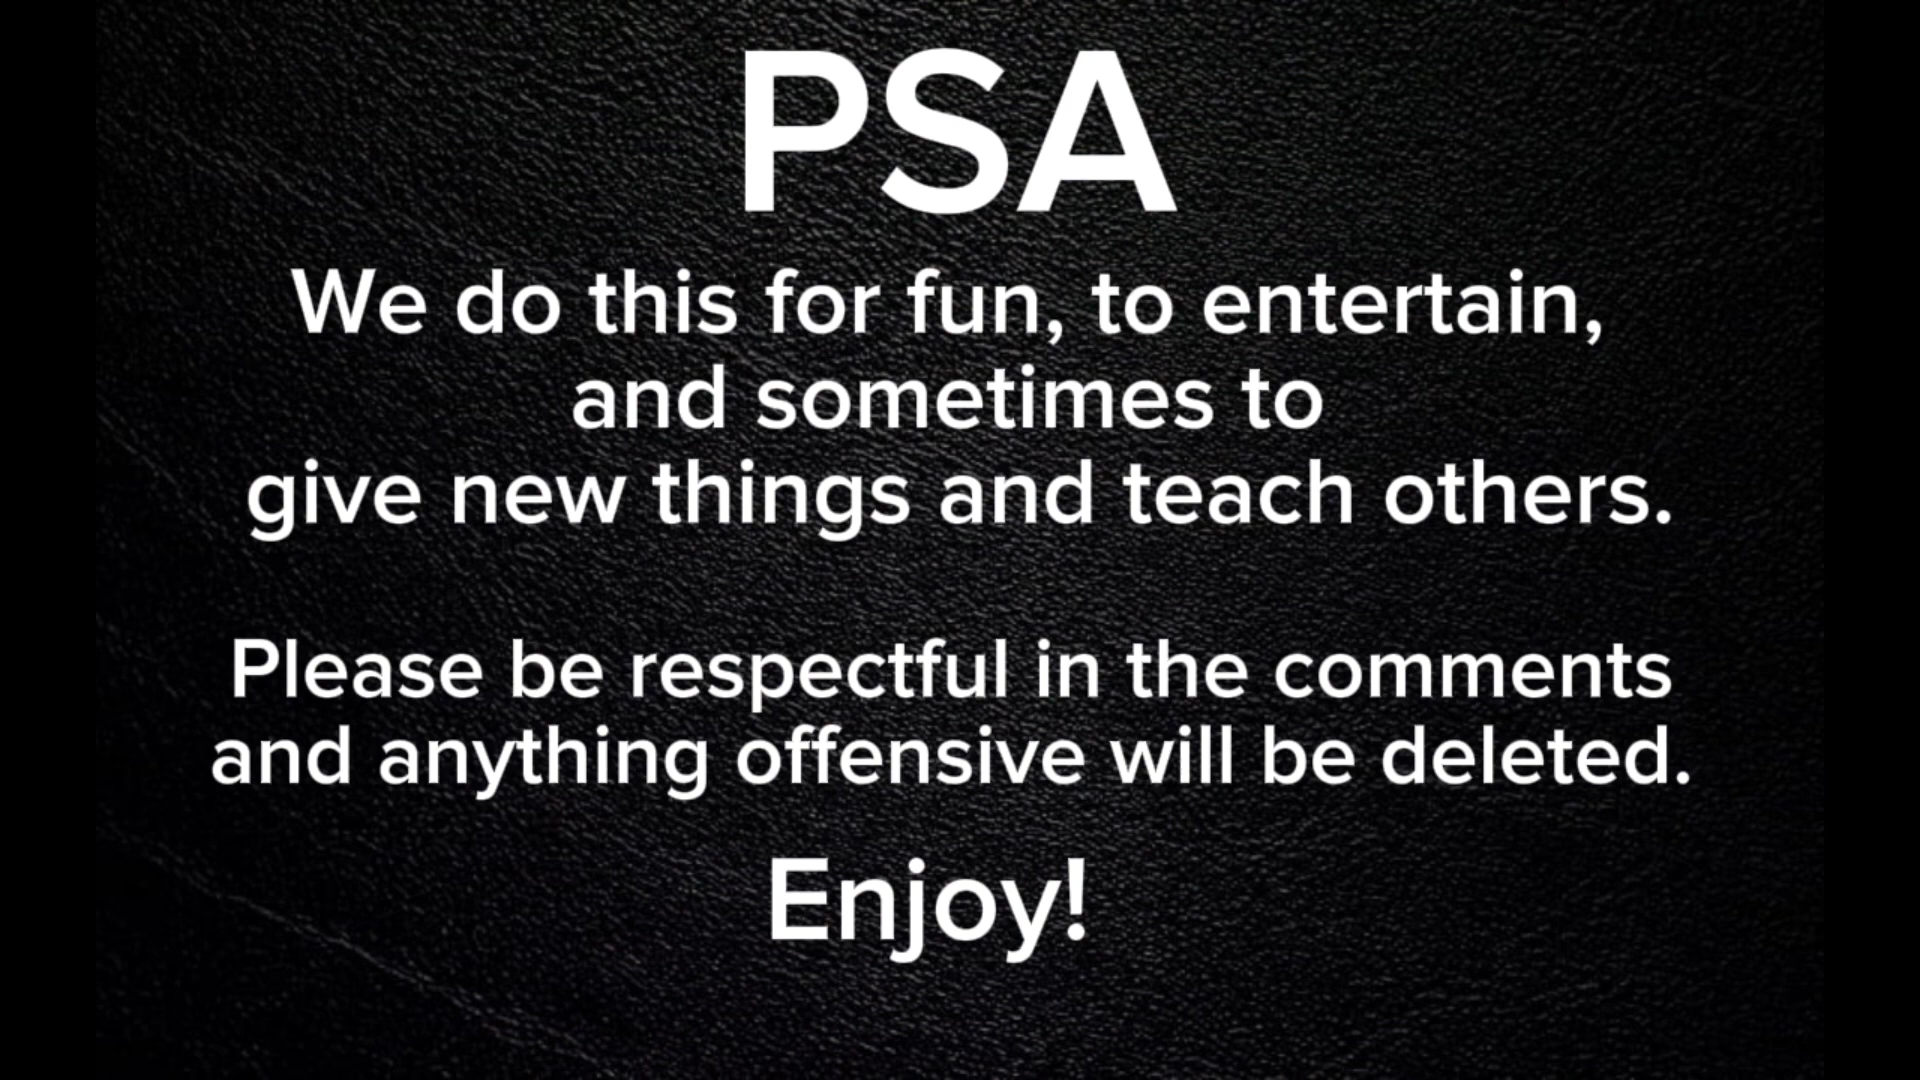 PSA
We do this for fun, to entertain,
and sometimes to
give new things and teach others.
Please be respectful in the comments
and anything offensive will be deleted.
Enjoy!